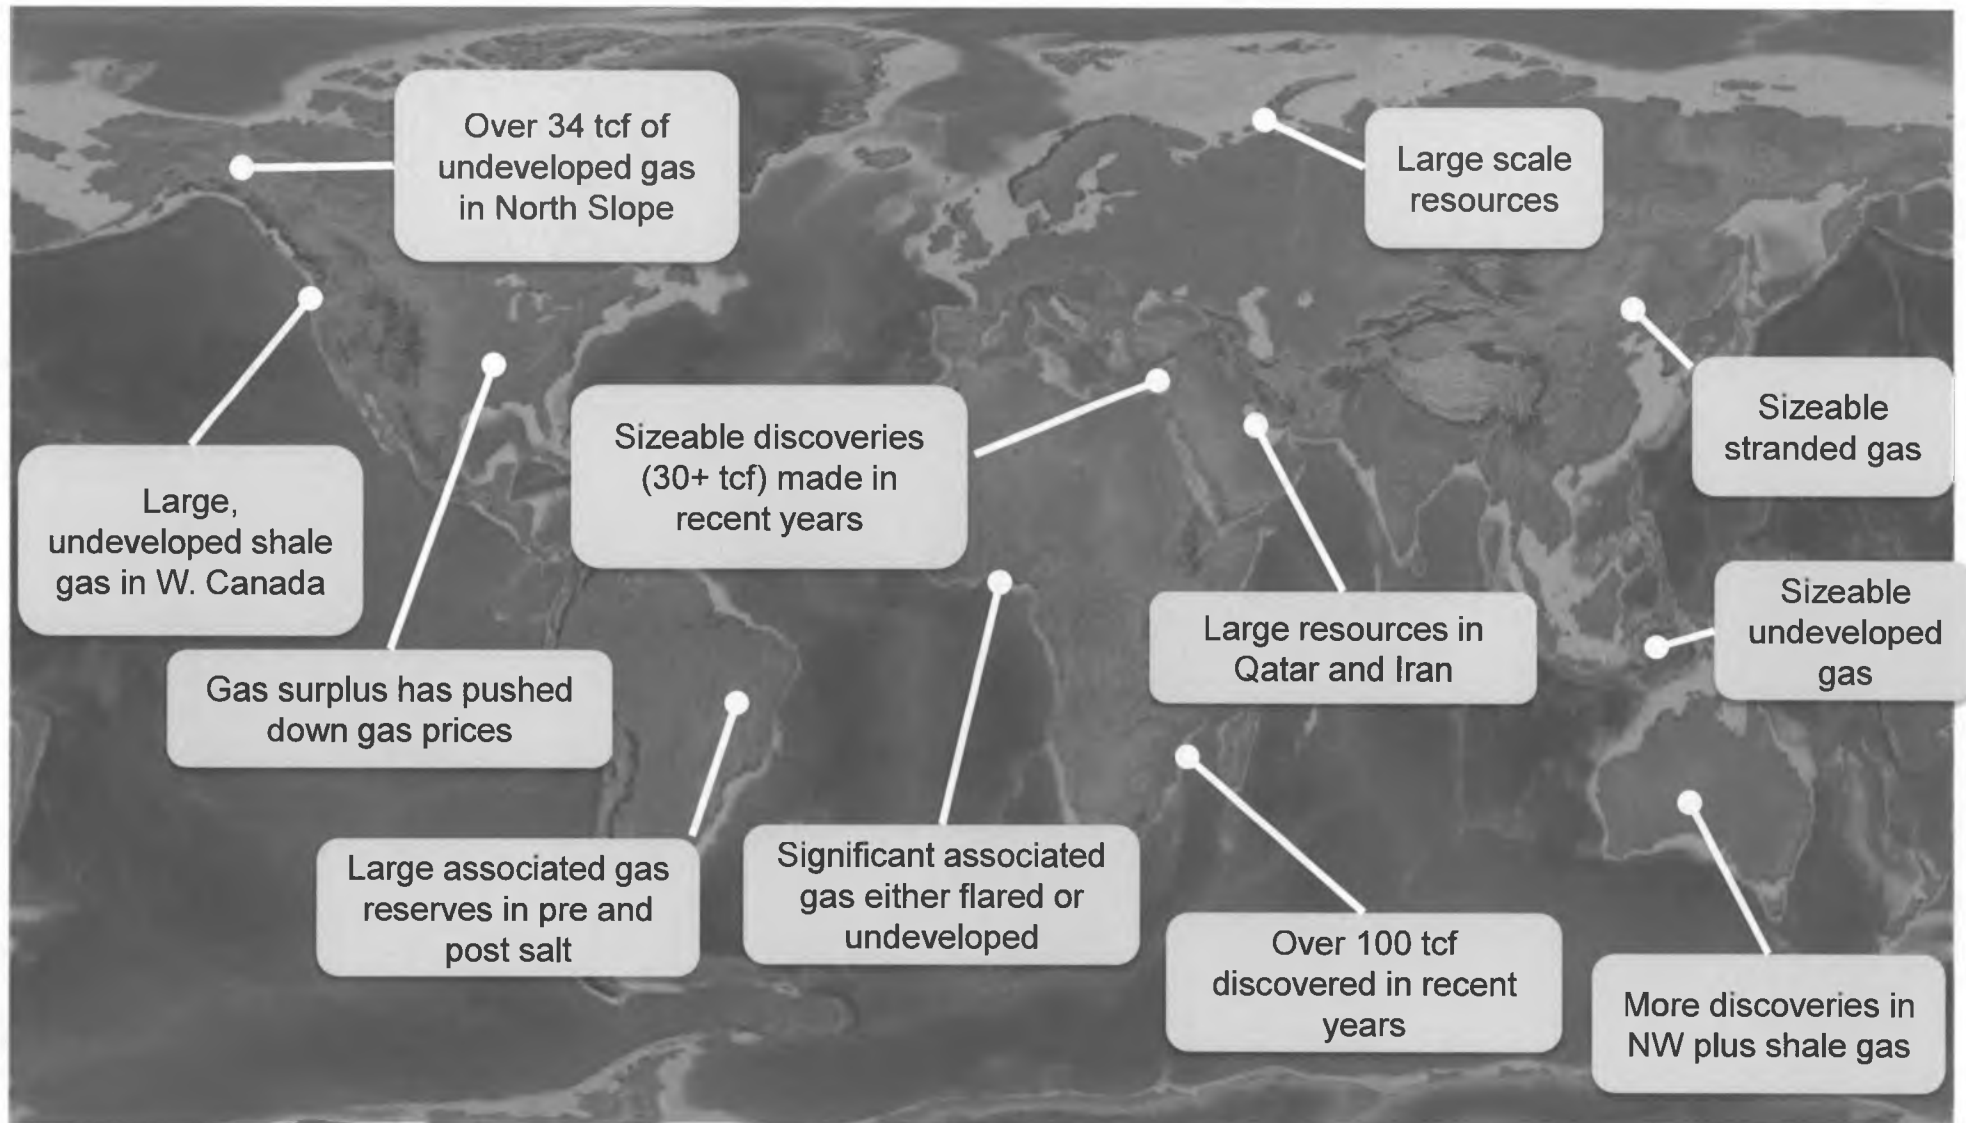 Over 34 tcf of
undeveloped gas
in North Slope
Large scale
resources
Sizeable
stranded gas
Sizeable discoveries
(30+ tcf) made in
recent years
Large,
undeveloped shale
gas in W. Canada
Sizeable
undeveloped
gas
Large resources in
Qatar and Iran
Gas surplus has pushed
down gas prices
Large associated gas
reserves in pre and
post salt
Significant associated
gas either flared or
undeveloped
Over 100 tcf
discovered in recent
years
More discoveries in
NW plus shale gas